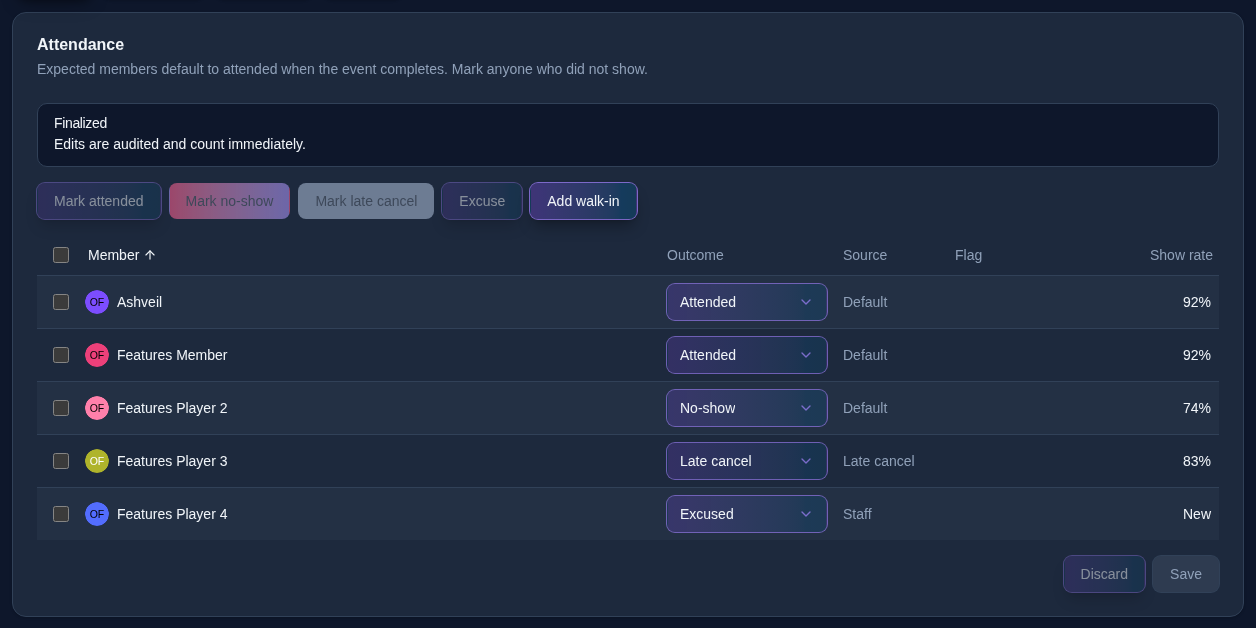 Attendance
Expected members default to attended when the event completes. Mark anyone who did not show.
Finalized
Edits are audited and count immediately.
Mark attended Mark no-show Mark late cancel Excuse Add walk-in
Member ↑ Outcome Source Flag Show rate
OF Ashveil Attended Default 92%
OF Features Member Attended Default 92%
OF Features Player 2 No-show Default 74%
OF Features Player 3 Late cancel Late cancel 83%
OF Features Player 4 Excused Staff New
Discard Save